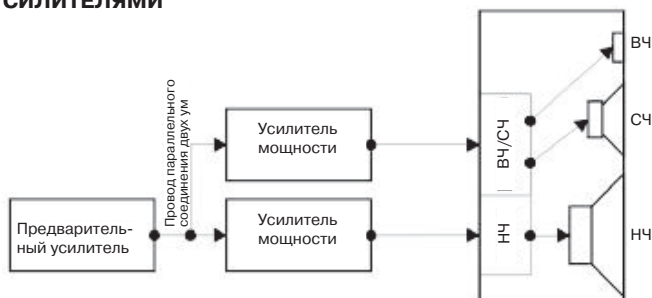 СИЛИТЕЛЯМИ
ВЧ
СЧ
НЧ
ВЧ/СЧ
НЧ
Усилитель
мощности
Усилитель
мощности
Провод параллельного
соединения двух ум
Предваритель-
ный усилитель